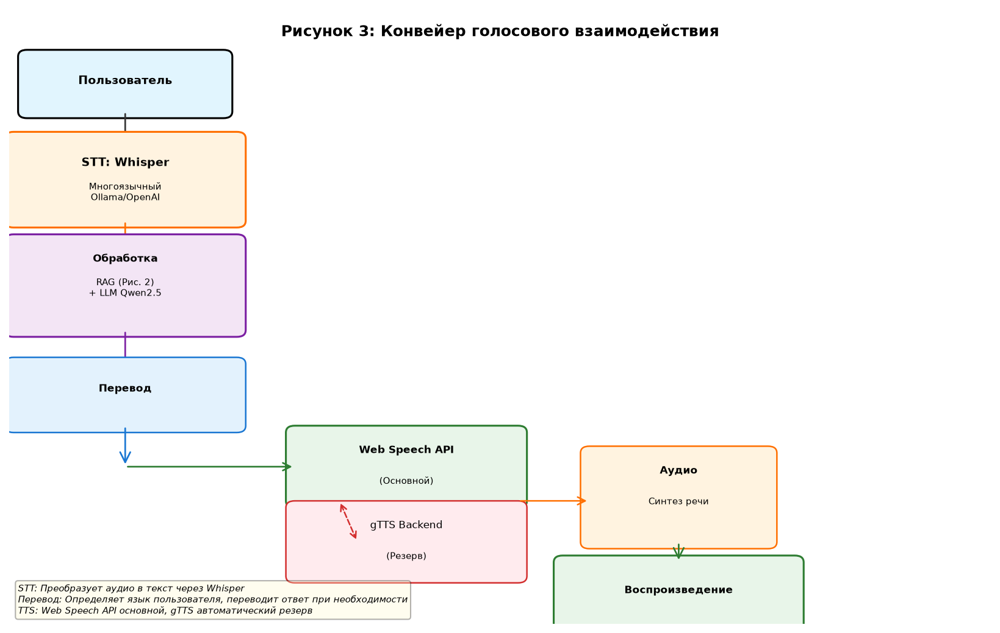 Рисунок 3: Конвейер голосового взаимодействия
Пользователь
STT: Whisper
Многоязычный
Ollama/OpenAI
Обработка
RAG (Рис. 2)
+ LLM Qwen2.5
Перевод
Web Speech API
(Основной)
gTTS Backend
(Резерв)
Аудио
Синтез речи
Воспроизведение
STT: Преобразует аудио в текст через Whisper
Перевод: Определяет язык пользователя, переводит ответ при необходимости
TTS: Web Speech API основной, gTTS автоматический резерв